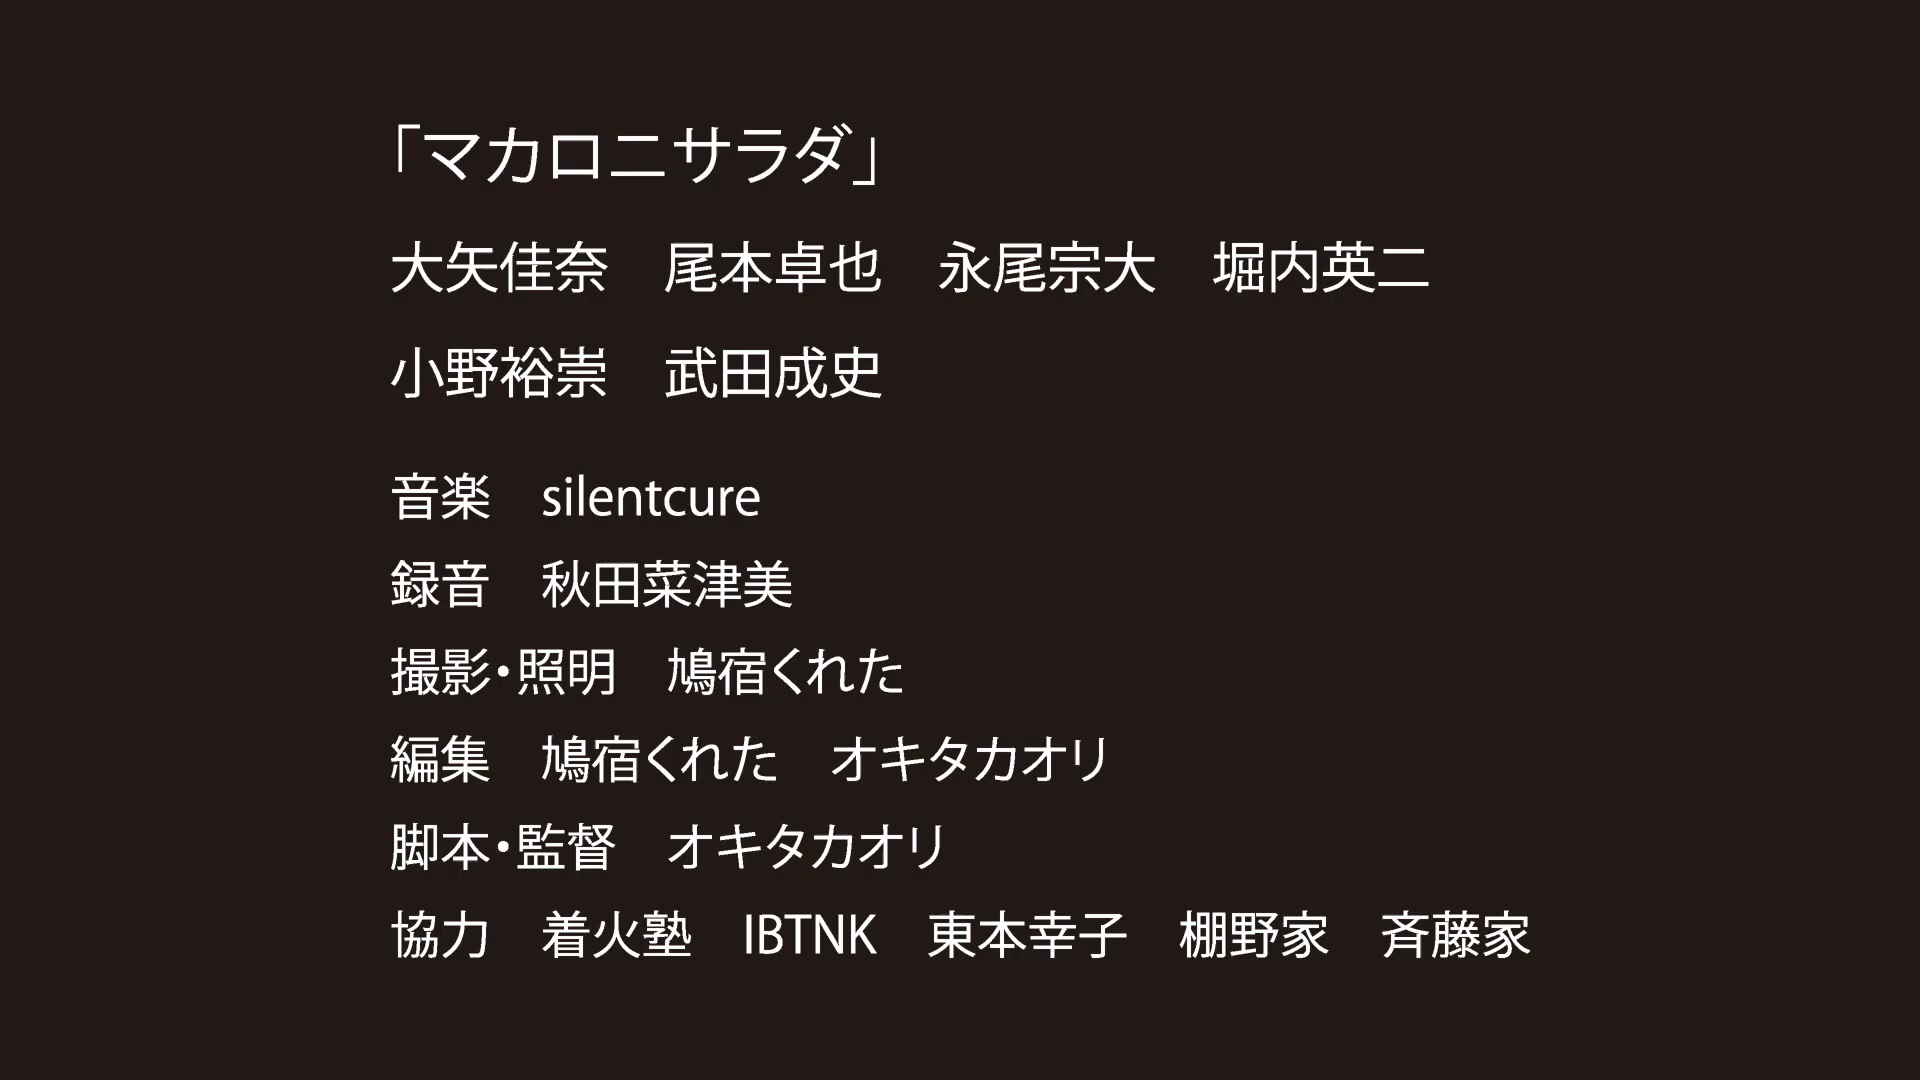 「マカロニサラダ」
大矢佳奈　尾本卓也　永尾宗大　堀内英二
小野裕崇　武田成史
音楽　silentcure
録音　秋田菜津美
撮影・照明　鳩宿くれた
編集　鳩宿くれた　オキタカオリ
脚本・監督　オキタカオリ
協力　着火塾　IBTNK　東本幸子　棚野家　斉藤家